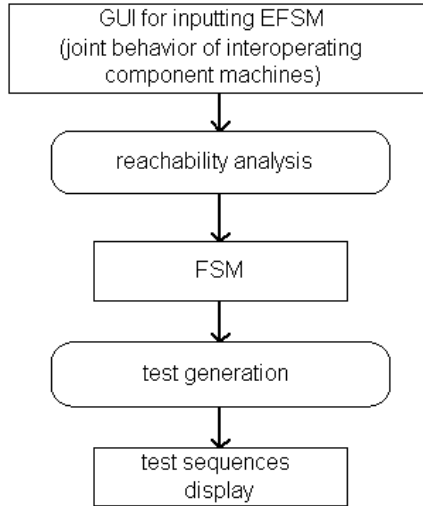 GUI for inputting EFSM
(joint behavior of interoperating
component machines)
reachability analysis
FSM
test generation
test sequences
display